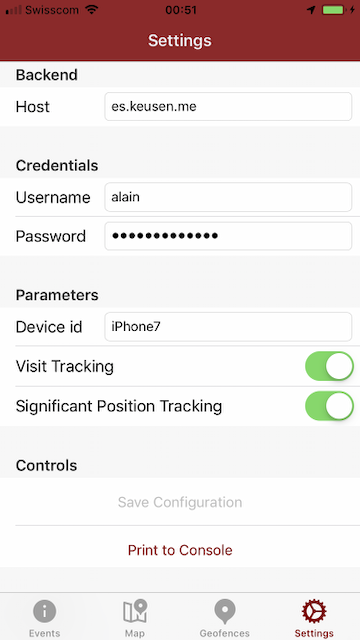 Swisscom 00:51
Settings
Backend
Host es.keusen.me
Credentials
Username alain
Password •••••••••••••
Parameters
Device id iPhone7
Visit Tracking
Significant Position Tracking
Controls
Save Configuration
Print to Console
Events Map Geofences Settings